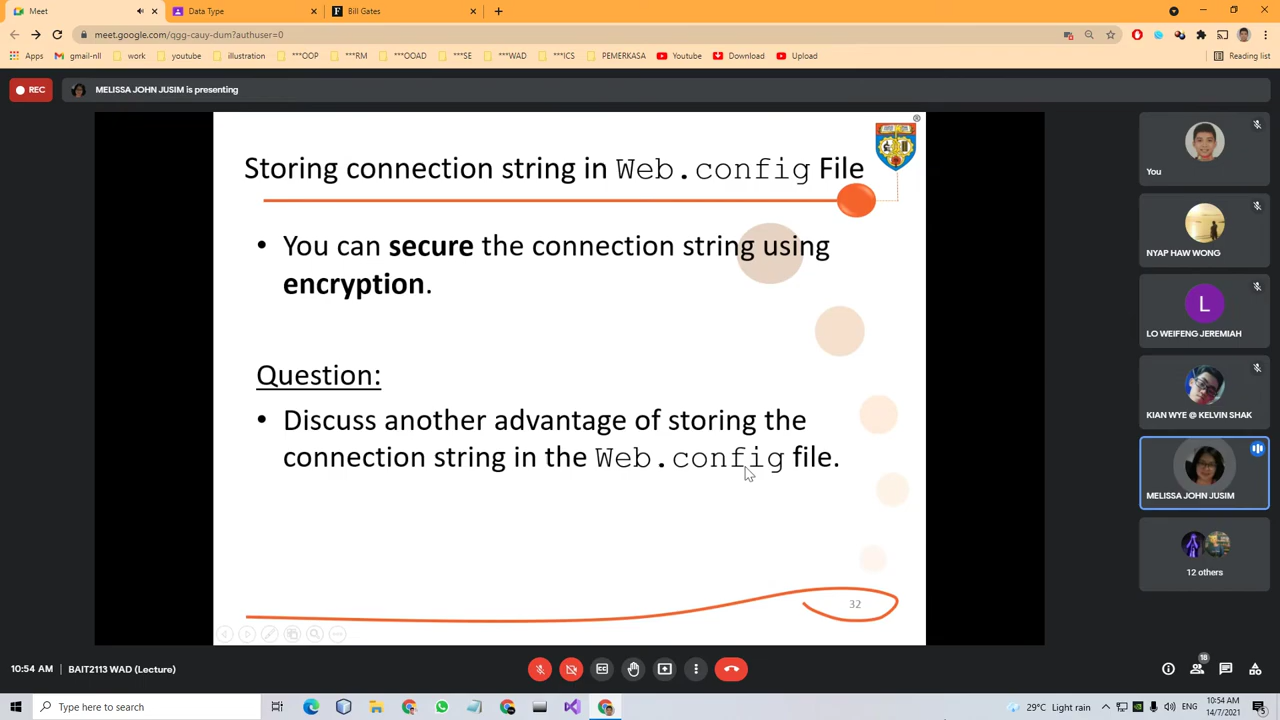 Meet
Data Type
Bill Gates
meet.google.com/qgg-cauy-dum?authuser=0
Apps
gmail-nll
work
youtube
illustration
***OOP
***RM
***OOAD
***SE
***WAD
***ICS
PEMERKASA
Youtube
Download
Upload
Reading list
REC
MELISSA JOHN JUSIM is presenting
Storing connection string in Web.config File
• You can secure the connection string using
encryption.
Question:
• Discuss another advantage of storing the
connection string in the Web.config file.
32
You
NYAP HAW WONG
L
LO WEIFENG JEREMIAH
KIAN WYE @ KELVIN SHAK
MELISSA JOHN JUSIM
12 others
10:54 AM | BAIT2113 WAD (Lecture)
18
Type here to search
29°C Light rain
ENG
10:54 AM
14/7/2021